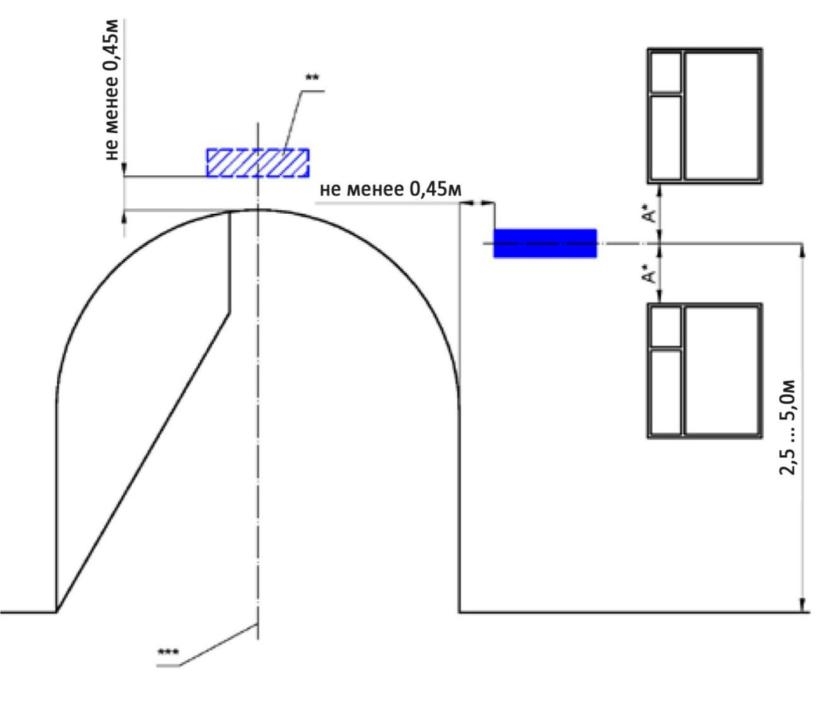 не менее 0,45м
**
не менее 0,45м
А*
А*
2,5 ... 5,0м
***